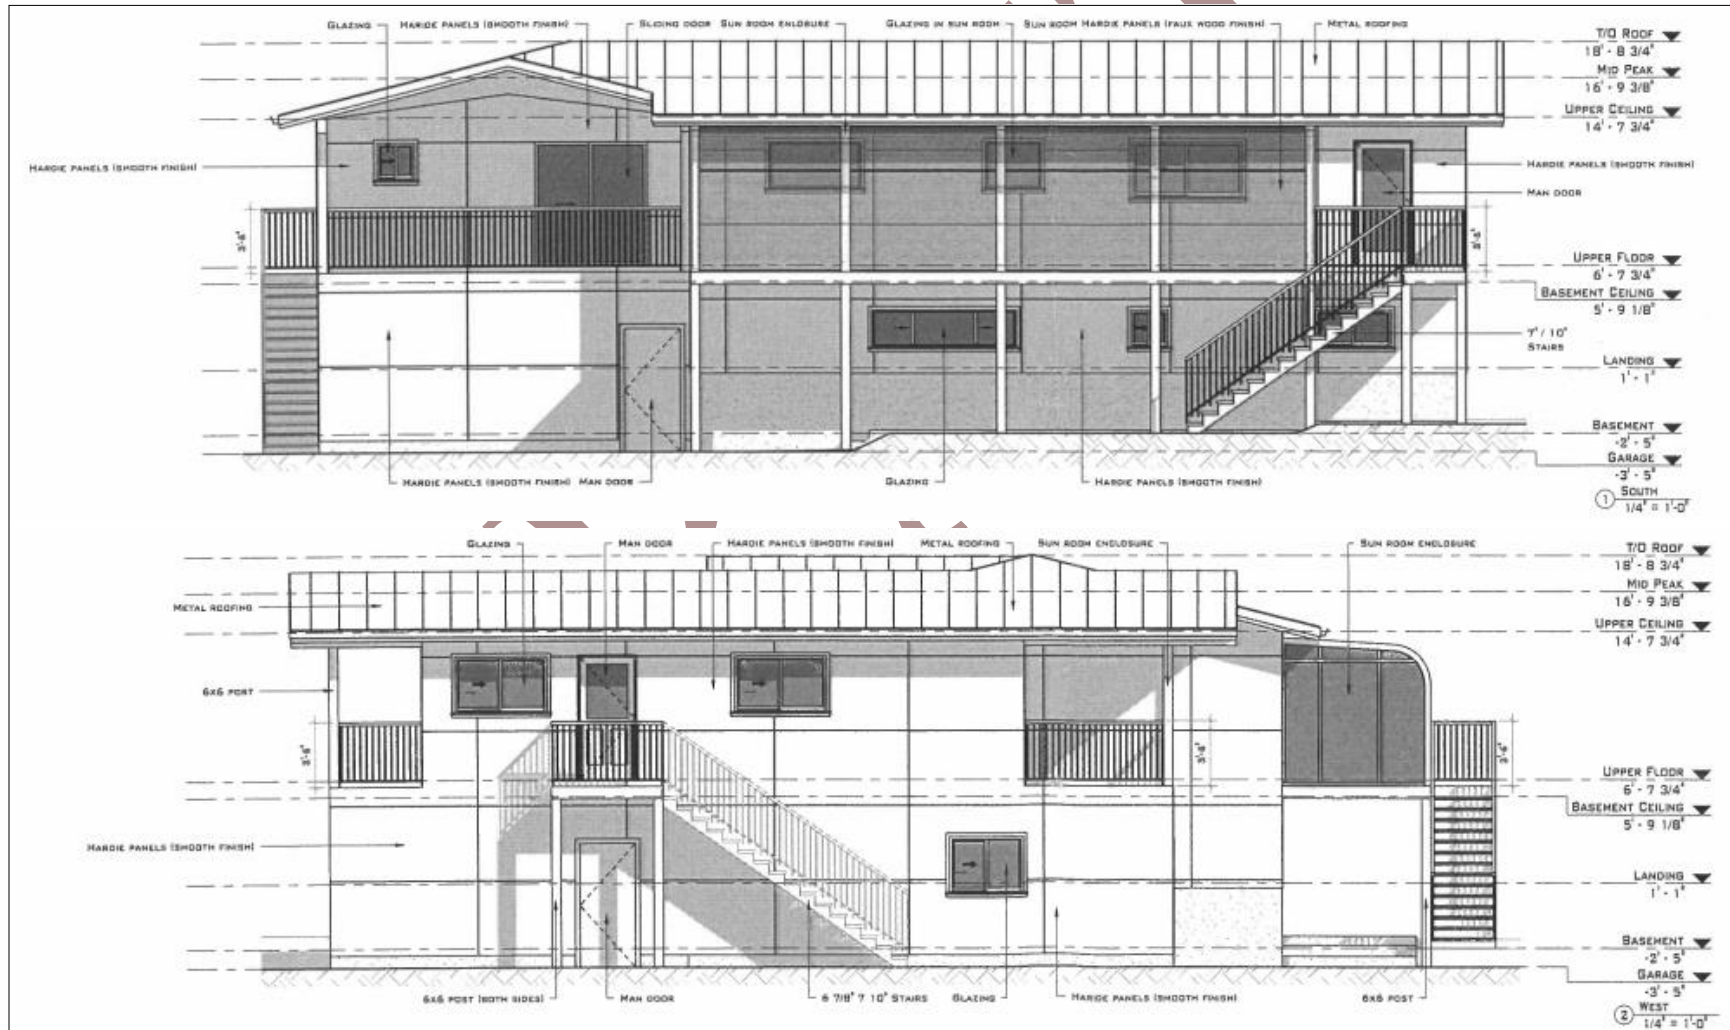 GLAZING
HARIDE PANELS (SMOOTH FINISH)
SLIDING DOOR
SUN ROOM ENLOSURE
GLAZING IN SUN ROOM
SUN ROOM HARDIE PANELS (FAUX WOOD FINISH)
METAL ROOFING
T/O ROOF
18' - 8 3/4"
MID PEAK
16' - 9 3/8"
UPPER CEILING
14' - 7 3/4"
HARDIE PANELS (SMOOTH FINISH)
HARDIE PANELS (SMOOTH FINISH)
MAN DOOR
3'-6"
3'-6"
UPPER FLOOR
6' - 7 3/4"
BASEMENT CEILING
5' - 9 1/8"
7" / 10"
STAIRS
LANDING
1' - 1"
BASEMENT
-2' - 5"
GARAGE
-3' - 5"
HARDIE PANELS (SMOOTH FINISH)
MAN DOOR
GLAZING
HARDIE PANELS (SMOOTH FINISH)
1 SOUTH
1/4" = 1'-0"
GLAZING
MAN DOOR
HARDIE PANELS (SMOOTH FINISH)
METAL ROOFING
SUN ROOM ENCLOSURE
SUN ROOM ENCLOSURE
T/O ROOF
18' - 8 3/4"
MID PEAK
16' - 9 3/8"
METAL ROOFING
UPPER CEILING
14' - 7 3/4"
6X6 POST
3'-6"
3'-6"
3'-6"
UPPER FLOOR
6' - 7 3/4"
BASEMENT CEILING
5' - 9 1/8"
HARDIE PANELS (SMOOTH FINISH)
LANDING
1' - 1"
BASEMENT
-2' - 5"
GARAGE
-3' - 5"
6X6 POST (BOTH SIDES)
MAN DOOR
6 7/8" 7 10" STAIRS
GLAZING
HARIDE PANELS (SMOOTH FINISH)
6X6 POST
2 WEST
1/4" = 1'-0"